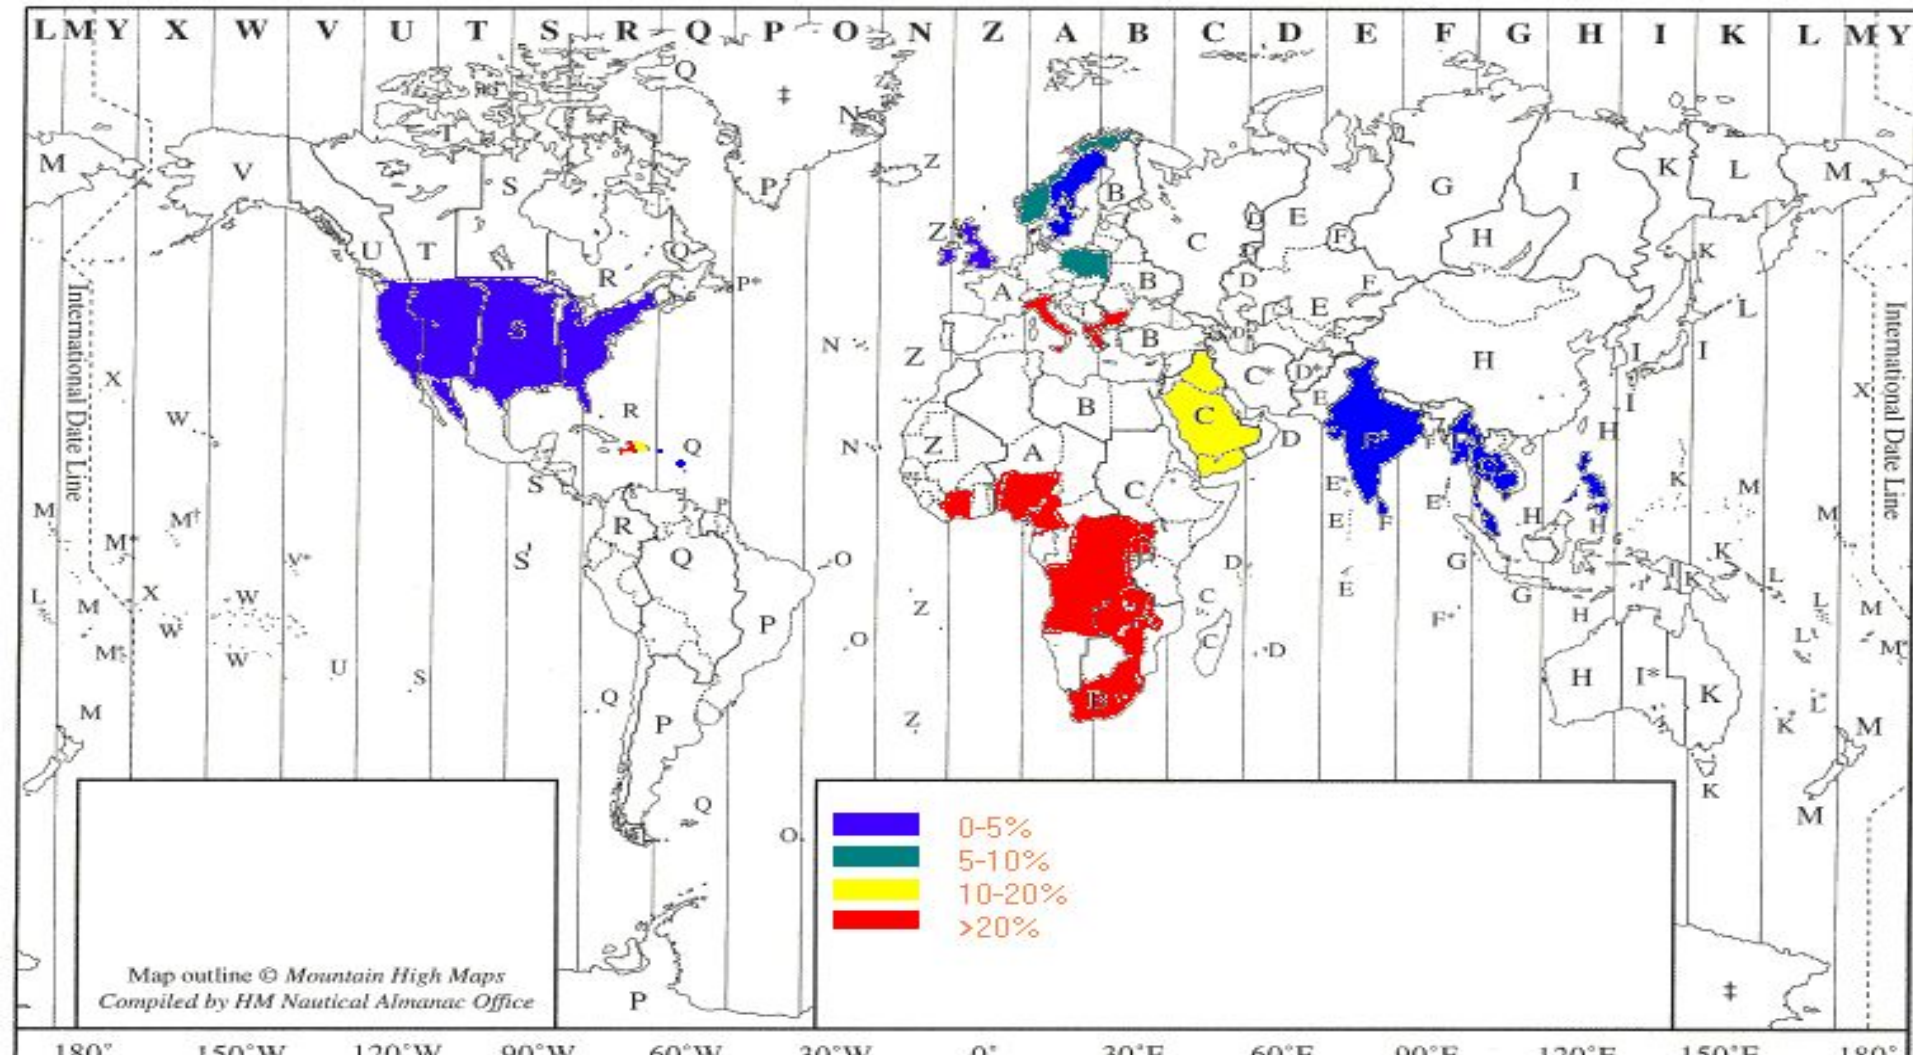 L M Y X W V U T S R Q P O N Z A B C D E F G H I K L M Y
Q
‡
A
N
T
S
R
M
V
S
P
Z
B
C
E
G
I
K
L
M
U
T
R
Q
P*
Z
A
B
C
D
D
D
E
F
F
H
K
International Date Line
S
N
Z
B
D
C*
D*
E
H
I
K
I
L
International Date Line
X
W
R
Q
N
Z
A
B
C
C
D
E
F*
F
H
K
M
X
M
M†
M*
V*
S
S
R
Q
O
E*
E
E
F
D
G
H
H
K
I
K
L
M
L
M
X
W
W
W
M§
U
S
Q
P
O
Z
Z
C
C
D
B
F*
G
H
H
I*
K
L
L*
M
M
M
P
Q
O
K
K*
L
M
M
0-5%
5-10%
10-20%
>20%
Map outline © Mountain High Maps
Compiled by HM Nautical Almanac Office
P
‡
180° 150°W 120°W 90°W 60°W 30°W 0° 30°E 60°E 90°E 120°E 150°E 180°